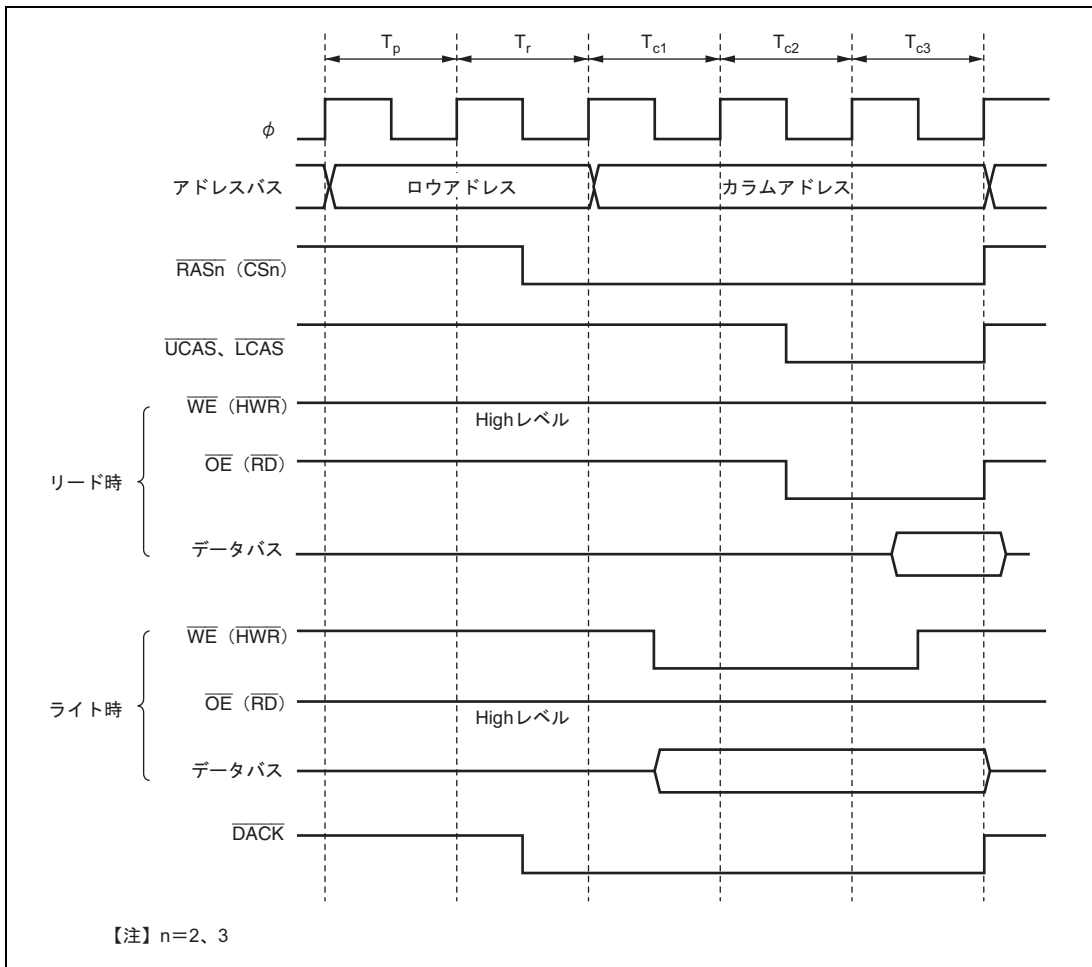 Tp Tr Tc1 Tc2 Tc3
φ
アドレスバス ロウアドレス カラムアドレス
RASn（CSn）
UCAS、LCAS
WE（HWR）
Highレベル
OE（RD）
リード時
データバス
WE（HWR）
OE（RD）
Highレベル
ライト時
データバス
DACK
【注】n＝2、3